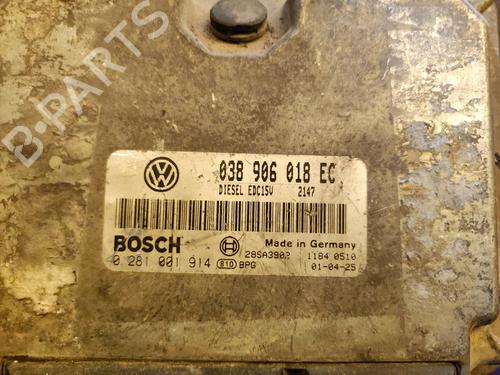 B-PARTS
038 906 018 EC
DIESEL EDC15V 2147
BOSCH
Made in Germany
28SA3902 1184 0510
0 281 001 914 e10 BPG 01-04-25